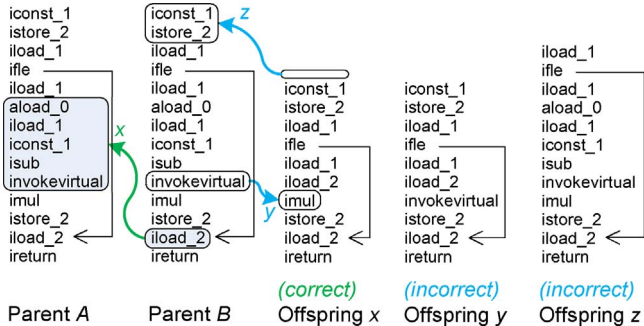 iconst_1
istore_2
iload_1
ifle
iload_1
aload_0
iload_1
iconst_1
isub
invokevirtual
imul
istore_2
iload_2
ireturn
Parent A
x
iconst_1
istore_2
iload_1
ifle
iload_1
aload_0
iload_1
iconst_1
isub
invokevirtual
imul
istore_2
iload_2
ireturn
Parent B
z
y
iconst_1
istore_2
iload_1
ifle
iload_1
iload_2
imul
istore_2
iload_2
ireturn
(correct)
Offspring x
iconst_1
istore_2
iload_1
ifle
iload_1
iload_2
invokevirtual
istore_2
iload_2
ireturn
(incorrect)
Offspring y
iload_1
ifle
iload_1
aload_0
iload_1
iconst_1
isub
invokevirtual
imul
istore_2
iload_2
ireturn
(incorrect)
Offspring z